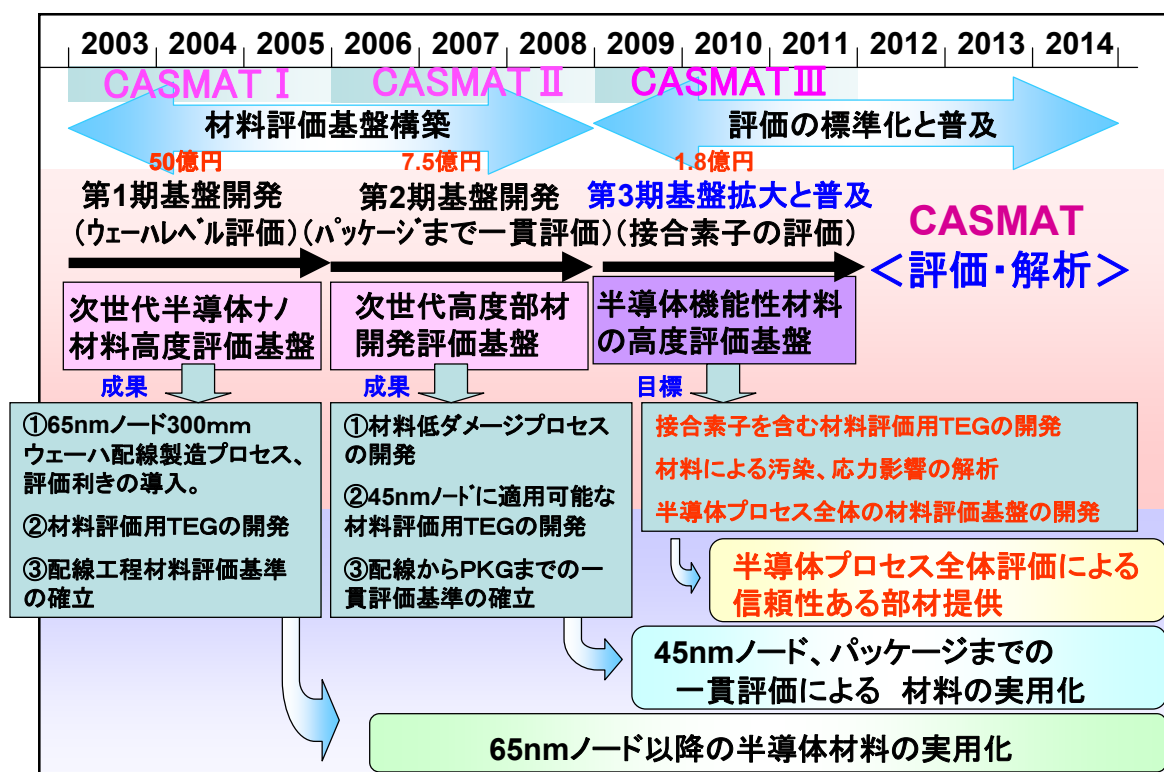 2003 2004 2005 2006 2007 2008 2009 2010 2011 2012 2013 2014
CASMATⅠ CASMATⅡ CASMATⅢ
材料評価基盤構築
評価の標準化と普及
50億円
7.5億円
1.8億円
第1期基盤開発
(ウェーハレベル評価)
第2期基盤開発
(パッケージまで一貫評価)
第3期基盤拡大と普及
(接合素子の評価)
CASMAT
＜評価・解析＞
次世代半導体ナノ
材料高度評価基盤
次世代高度部材
開発評価基盤
半導体機能性材料
の高度評価基盤
成果
成果
目標
①65nmノード300mm
ウェーハ配線製造プロセス、
評価利きの導入。
②材料評価用TEGの開発
③配線工程材料評価基準
の確立
①材料低ダメージプロセス
の開発
②45nmノードに適用可能な
材料評価用TEGの開発
③配線からPKGまでの一
貫評価基準の確立
接合素子を含む材料評価用TEGの開発
材料による汚染、応力影響の解析
半導体プロセス全体の材料評価基盤の開発
半導体プロセス全体評価による
信頼性ある部材提供
45nmノード、パッケージまでの
一貫評価による 材料の実用化
65nmノード以降の半導体材料の実用化